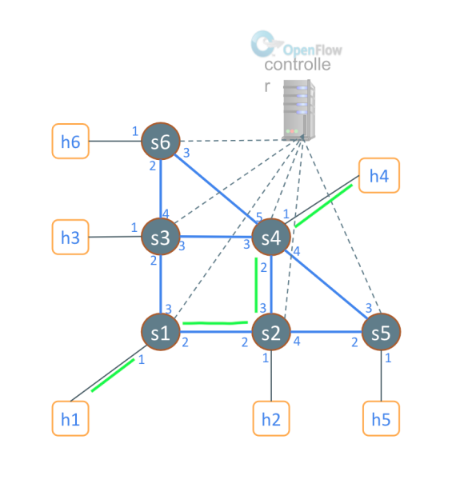 OpenFlow
controlle
r
h6 1 s6 3
2
h4
4 5 1
h3 1 s3 3 3 s4 4
2 2
3 3 3
s1 2 2 s2 4 2 s5
1 1 1
h1 h2 h5